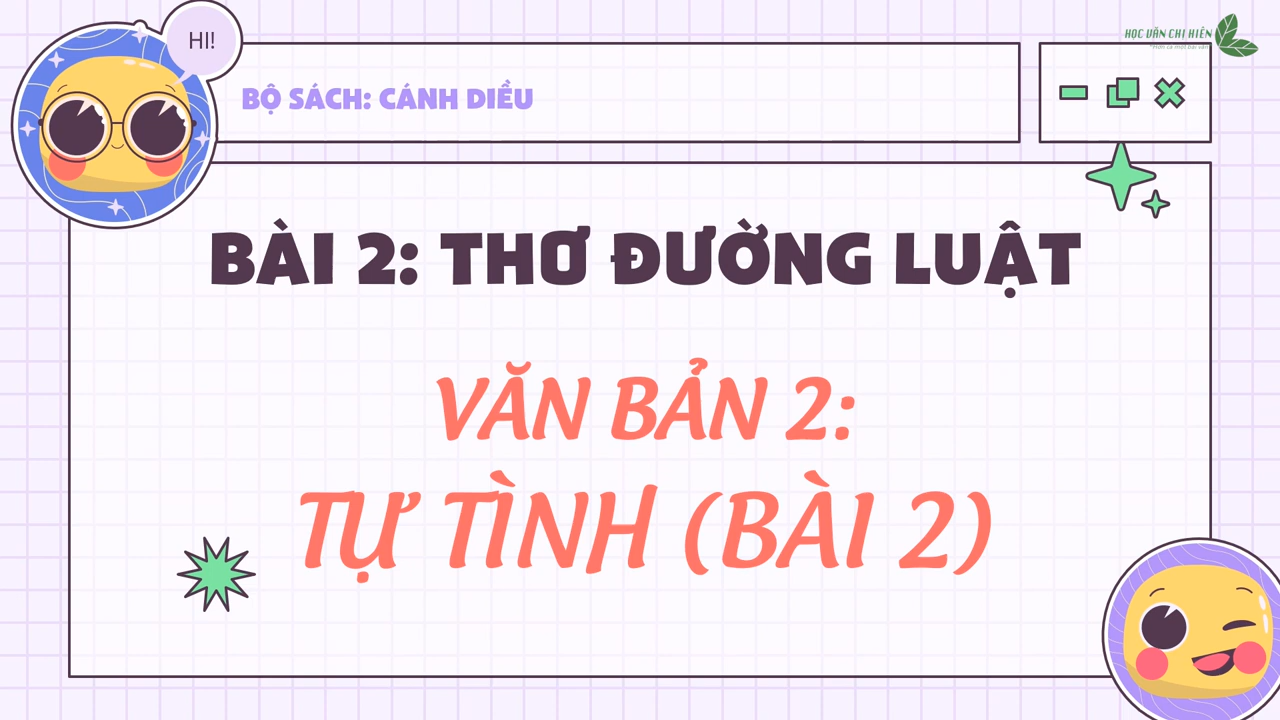 HI!
HỌC VĂN CHỊ HIÊN
BỘ SÁCH: CÁNH DIỀU
BÀI 2: THƠ ĐƯỜNG LUẬT
VĂN BẢN 2:
TỰ TÌNH (BÀI 2)